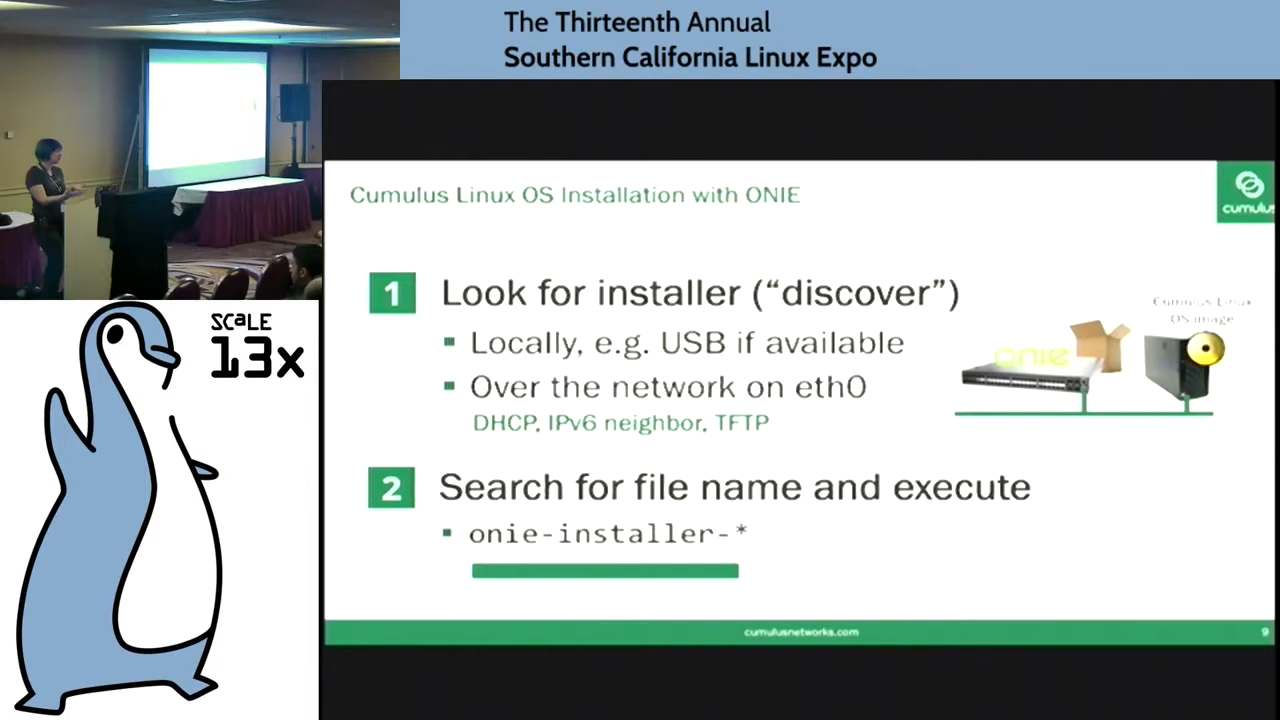 The Thirteenth Annual
Southern California Linux Expo
Cumulus Linux OS Installation with ONIE
cumulus
1 Look for installer (“discover”)
▪ Locally, e.g. USB if available
▪ Over the network on eth0
DHCP, IPv6 neighbor, TFTP
Cumulus Linux
OS image
onie
2 Search for file name and execute
▪ onie-installer-*
cumulusnetworks.com
9
SCaLE
13x